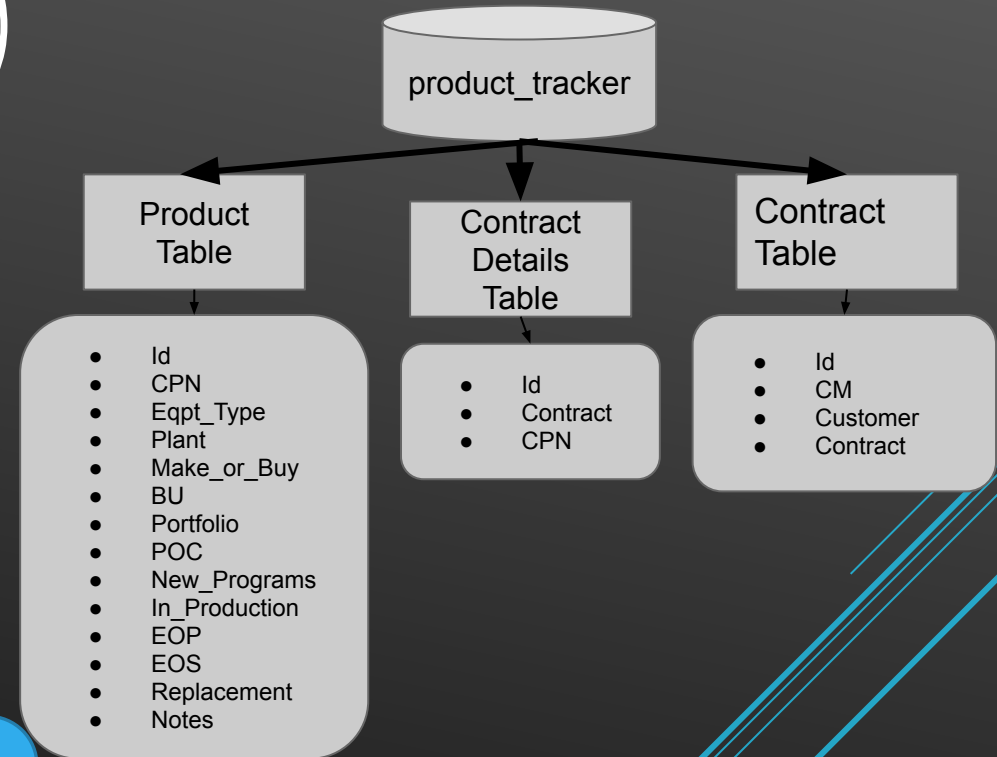 product_tracker
Product
Table
Contract
Details
Table
Contract
Table
● Id
● CPN
● Eqpt_Type
● Plant
● Make_or_Buy
● BU
● Portfolio
● POC
● New_Programs
● In_Production
● EOP
● EOS
● Replacement
● Notes
● Id
● Contract
● CPN
● Id
● CM
● Customer
● Contract